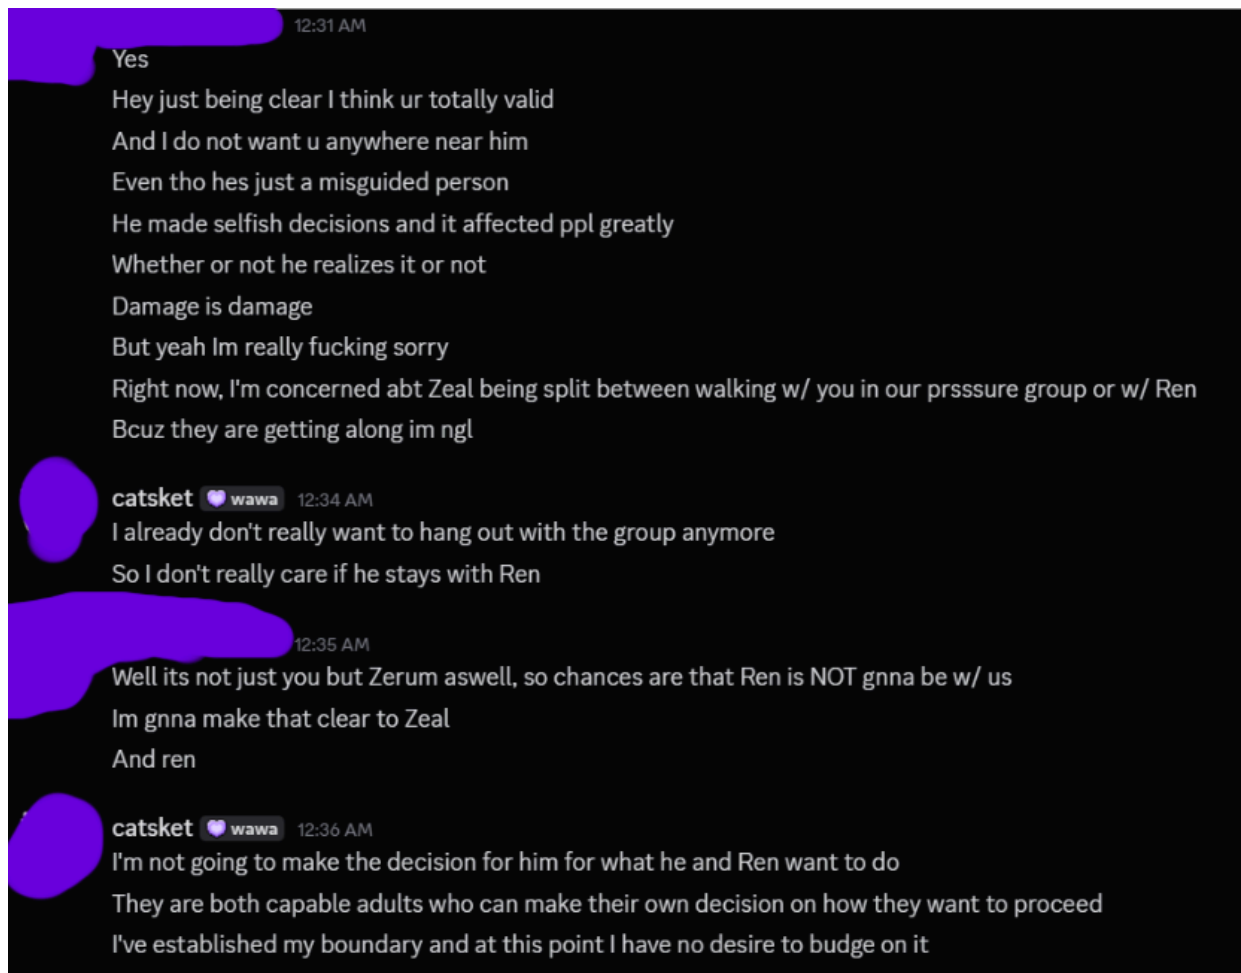 12:31 AM
Yes
Hey just being clear I think ur totally valid
And I do not want u anywhere near him
Even tho hes just a misguided person
He made selfish decisions and it affected ppl greatly
Whether or not he realizes it or not
Damage is damage
But yeah Im really fucking sorry
Right now, I'm concerned abt Zeal being split between walking w/ you in our prsssure group or w/ Ren
Bcuz they are getting along im ngl
catsket wawa 12:34 AM
I already don't really want to hang out with the group anymore
So I don't really care if he stays with Ren
12:35 AM
Well its not just you but Zerum aswell, so chances are that Ren is NOT gnna be w/ us
Im gnna make that clear to Zeal
And ren
catsket wawa 12:36 AM
I'm not going to make the decision for him for what he and Ren want to do
They are both capable adults who can make their own decision on how they want to proceed
I've established my boundary and at this point I have no desire to budge on it